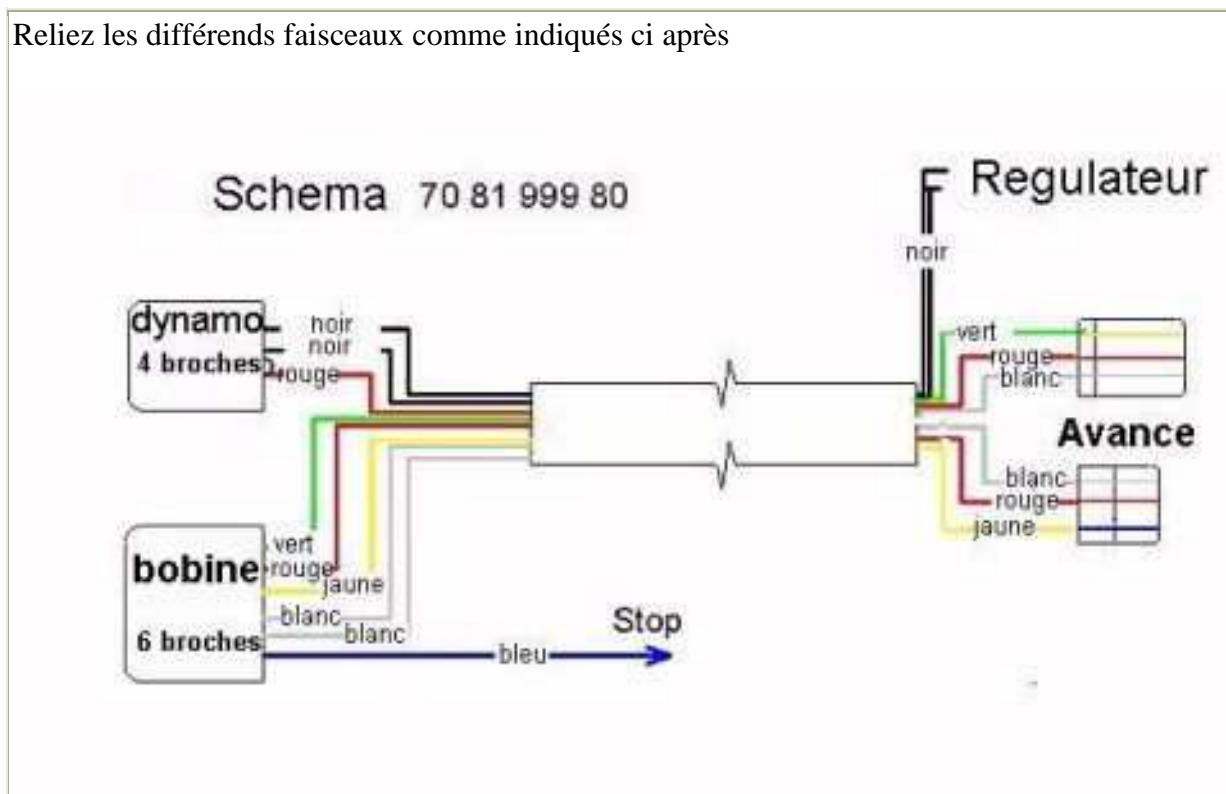 Reliez les différends faisceaux comme indiqués ci après
Schema 70 81 999 80
Regulateur
noir
dynamo
4 broches
noir
noir
rouge
vert
rouge
blanc
Avance
blanc
rouge
jaune
bobine
6 broches
vert
rouge
jaune
blanc
blanc
bleu
Stop